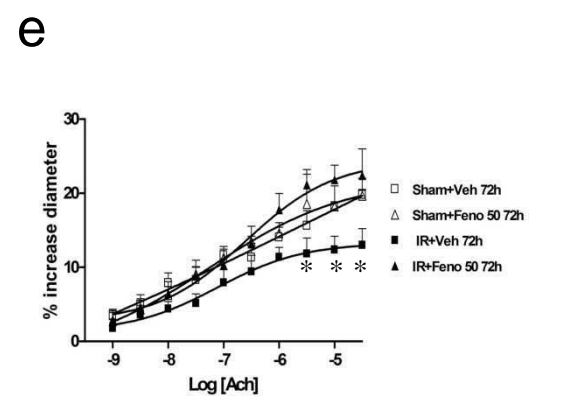 e
30
20
10
0
% increase diameter
* * *
-9 -8 -7 -6 -5
Log [Ach]
Sham+Veh 72h
Sham+Feno 50 72h
IR+Veh 72h
IR+Feno 50 72h